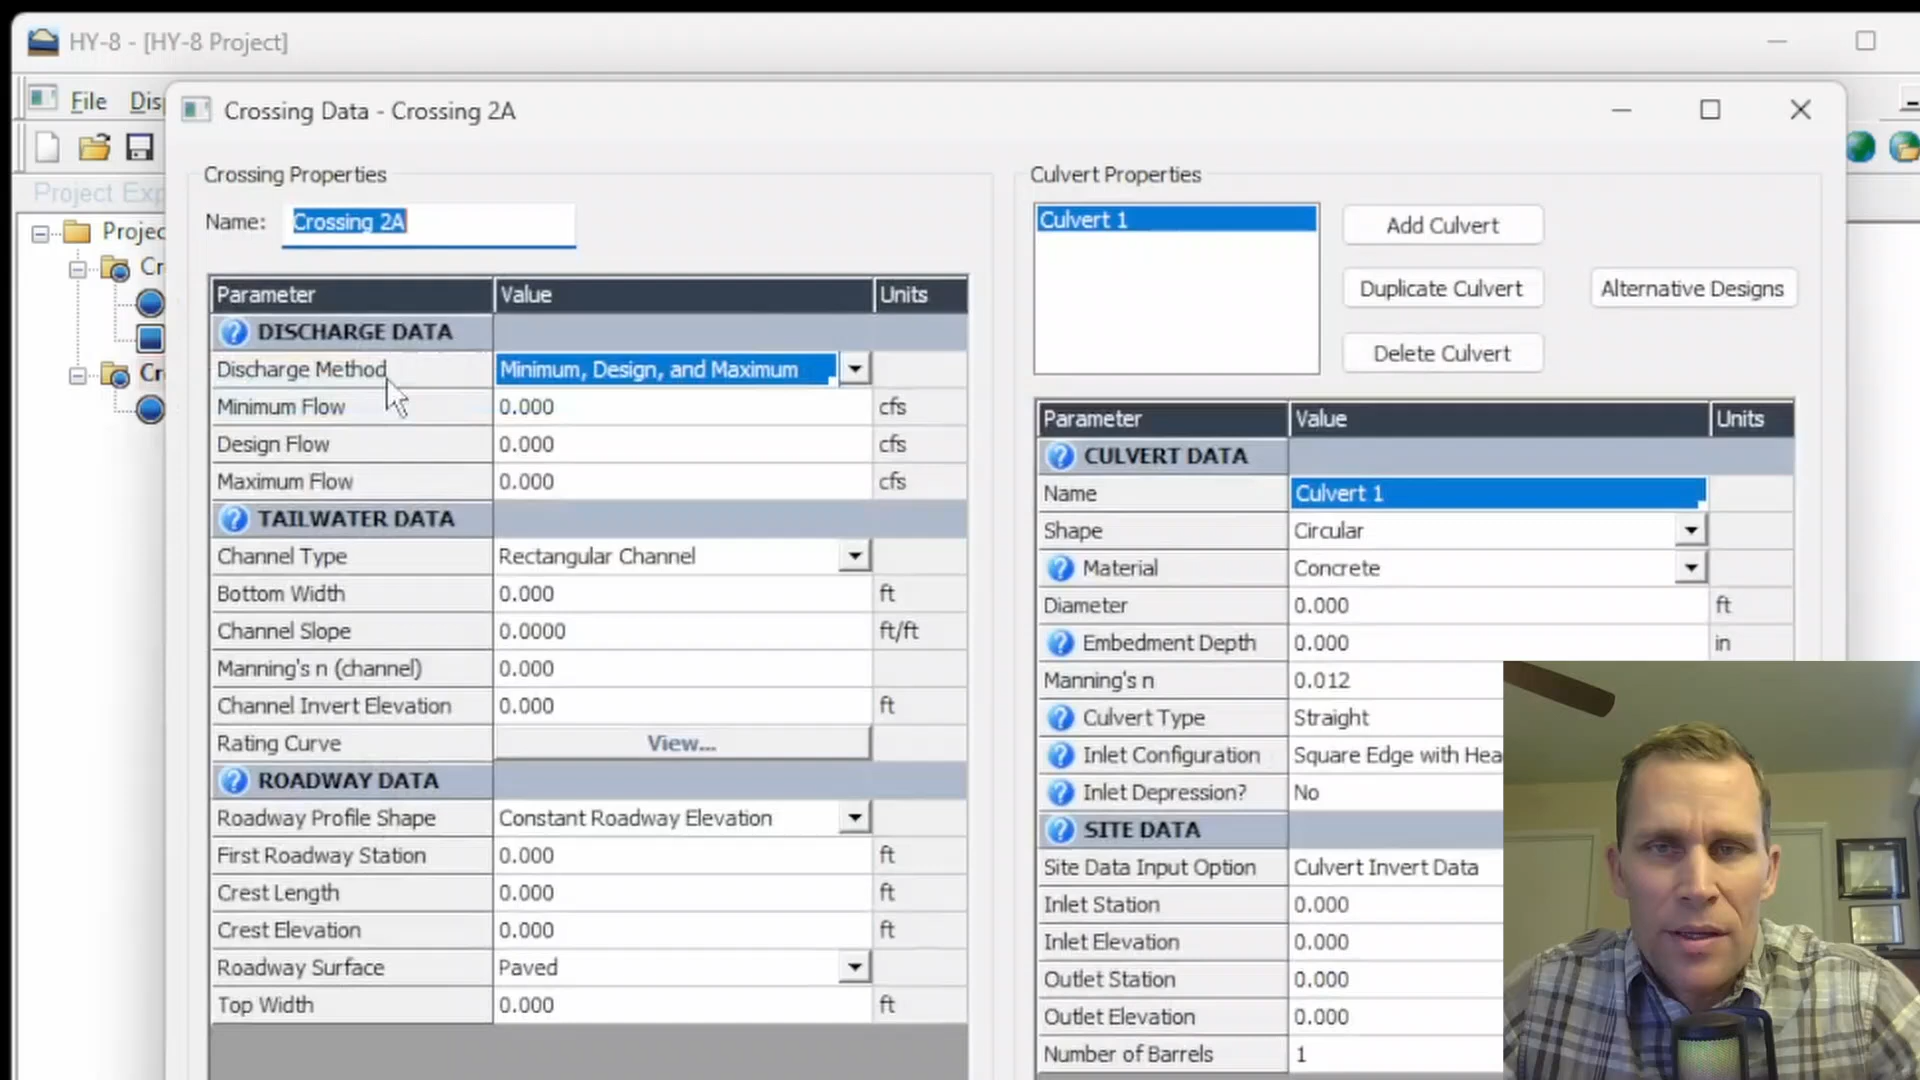 HY-8 - [HY-8 Project]
File
Crossing Data - Crossing 2A
Project
Crossing Properties
Name: Crossing 2A
Parameter Value Units
DISCHARGE DATA
Discharge Method Minimum, Design, and Maximum
Minimum Flow 0.000 cfs
Design Flow 0.000 cfs
Maximum Flow 0.000 cfs
TAILWATER DATA
Channel Type Rectangular Channel
Bottom Width 0.000 ft
Channel Slope 0.0000 ft/ft
Manning's n (channel) 0.000
Channel Invert Elevation 0.000 ft
Rating Curve View...
ROADWAY DATA
Roadway Profile Shape Constant Roadway Elevation
First Roadway Station 0.000 ft
Crest Length 0.000 ft
Crest Elevation 0.000 ft
Roadway Surface Paved
Top Width 0.000 ft
Culvert Properties
Culvert 1
Add Culvert
Duplicate Culvert
Alternative Designs
Delete Culvert
Parameter Value Units
CULVERT DATA
Name Culvert 1
Shape Circular
Material Concrete
Diameter 0.000 ft
Embedment Depth 0.000 in
Manning's n 0.012
Culvert Type Straight
Inlet Configuration Square Edge with Hea
Inlet Depression? No
SITE DATA
Site Data Input Option Culvert Invert Data
Inlet Station 0.000
Inlet Elevation 0.000
Outlet Station 0.000
Outlet Elevation 0.000
Number of Barrels 1